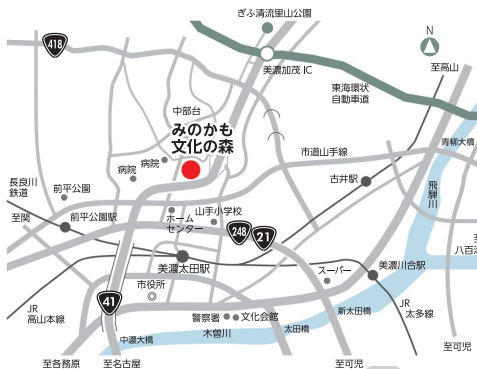 ぎふ清流里山公園
N
418
美濃加茂 IC
至高山
東海環状
自動車道
中部台
みのかも
文化の森
青柳大橋
市道山手線
病院
病院
長良川
鉄道
古井駅
飛騨川
前平公園
至関
前平公園駅
ホーム
センター
山手小学校
248
21
八百津
美濃太田駅
スーパー
美濃川合駅
市役所
41
JR
高山本線
JR
太多線
新太田橋
警察署
文化会館
太田橋
木曽川
中濃大橋
至可児
至各務原
至名古屋
至可児